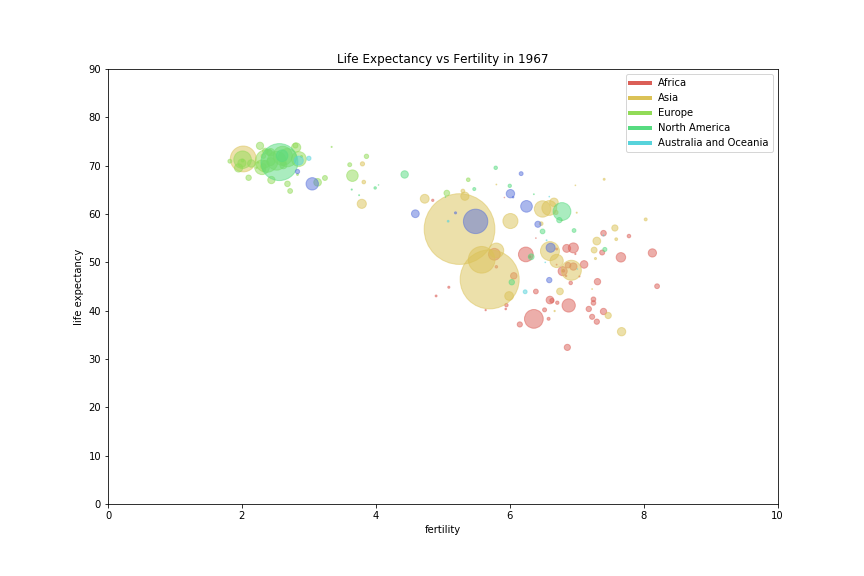 Life Expectancy vs Fertility in 1967
90
80
70
60
50
40
30
20
10
0
life expectancy
Africa
Asia
Europe
North America
Australia and Oceania
0 2 4 6 8 10
fertility